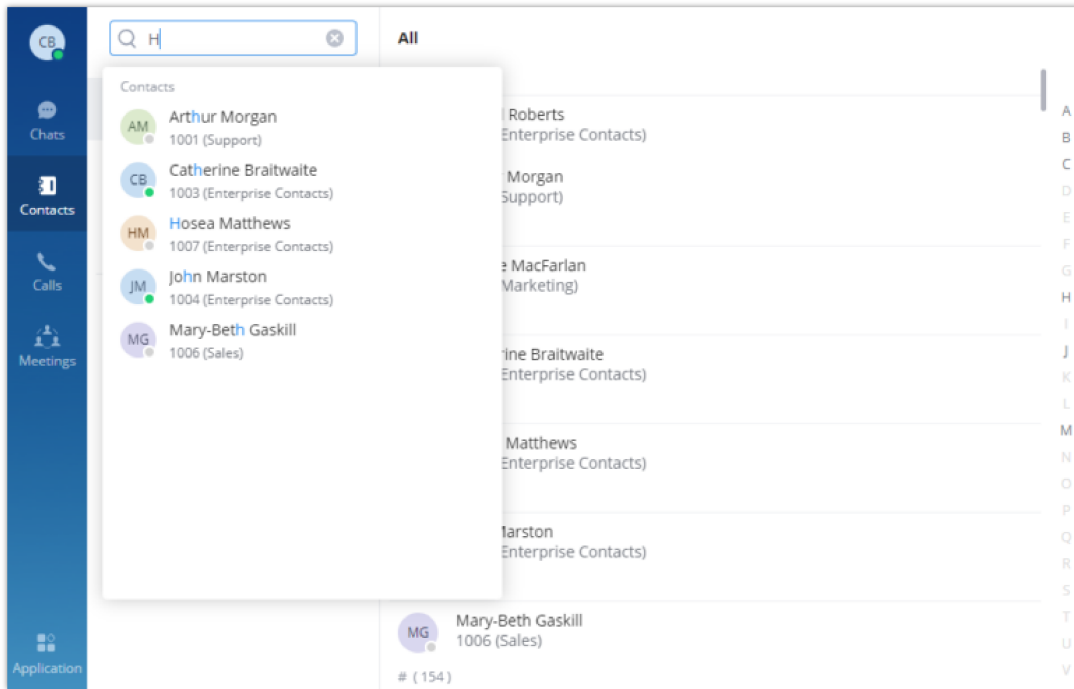 CB
Chats
Contacts
Calls
Meetings
Application
H
Contacts
AM
Arthur Morgan
1001 (Support)
CB
Catherine Braitwaite
1003 (Enterprise Contacts)
HM
Hosea Matthews
1007 (Enterprise Contacts)
JM
John Marston
1004 (Enterprise Contacts)
MG
Mary-Beth Gaskill
1006 (Sales)
All
Roberts
Enterprise Contacts)
Morgan
Support)
MacFarlan
Marketing)
rine Braitwaite
Enterprise Contacts)
Matthews
Enterprise Contacts)
Marston
Enterprise Contacts)
MG
Mary-Beth Gaskill
1006 (Sales)
# ( 154 )
A
B
C
D
E
F
G
H
I
J
K
L
M
N
O
P
Q
R
S
T
U
V